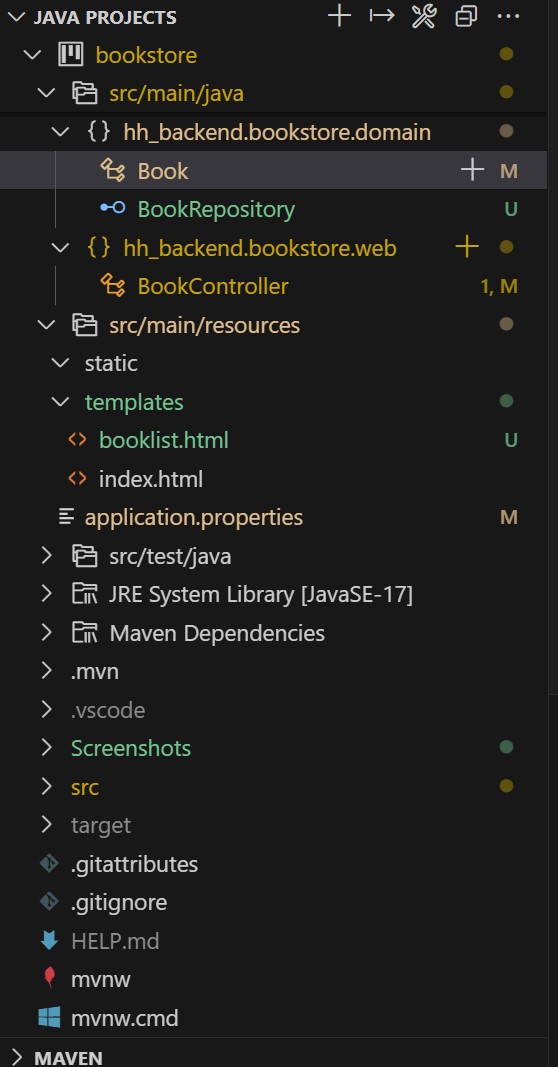 JAVA PROJECTS
bookstore
src/main/java
{} hh_backend.bookstore.domain
Book M
BookRepository U
{} hh_backend.bookstore.web
BookController 1, M
src/main/resources
static
templates
<> booklist.html U
<> index.html
application.properties M
src/test/java
JRE System Library [JavaSE-17]
Maven Dependencies
.mvn
.vscode
Screenshots
src
target
.gitattributes
.gitignore
HELP.md
mvnw
mvnw.cmd
MAVEN